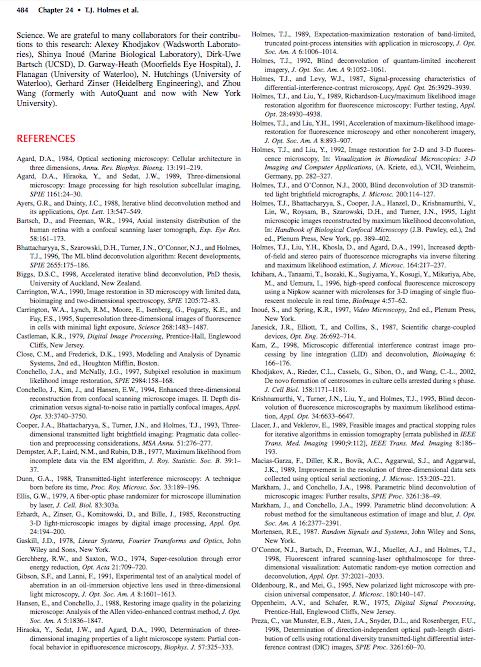 484 Chapter 24 • T.J. Holmes et al.
Science. We are grateful to many collaborators for their contribu-
tions to this research: Alexey Khodjakov (Wadsworth Laborato-
ries), Shinya Inoué (Marine Biological Laboratory), Dirk-Uwe
Bartsch (UCSD), D. Garway-Heath (Moorfields Eye Hospital), J.
Flanagan (University of Waterloo), N. Hutchings (University of
Waterloo), Gerhard Zinser (Heidelberg Engineering), and Zhou
Wang (formerly with AutoQuant and now with New York
University).
REFERENCES
Agard, D.A., 1984, Optical sectioning microscopy: Cellular architecture in
three dimensions, Annu. Rev. Biophys. Bioeng. 13:191–219.
Agard, D.A., Hiraoka, Y., and Sedat, J.W., 1989, Three-dimensional
microscopy: Image processing for high resolution subcellular imaging,
SPIE 1161:24–30.
Ayers, G.R., and Dainty, J.C., 1988, Iterative blind deconvolution method and
its applications, Opt. Lett. 13:547–549.
Bartsch, D., and Freeman, W.R., 1994, Axial instensity distribution of the
human retina with a confocal scanning laser tomograph, Exp. Eye Res.
58:161–173.
Bhattacharyya, S., Szarowski, D.H., Turner, J.N., O'Connor, N.J., and Holmes,
T.J., 1996, The ML blind deconvolution algorithm: Recent developments,
SPIE 2655:175–186.
Biggs, D.S.C., 1998, Accelerated iterative blind deconvolution, PhD thesis,
University of Auckland, New Zealand.
Carrington, W.A., 1990, Image restoration in 3D microscopy with limited data,
bioimaging and two-dimensional spectroscopy, SPIE 1205:72–83.
Carrington, W.A., Lynch, R.M., Moore, E., Isenberg, G., Fogarty, K.E., and
Fay, F.S., 1995, Superresolution three-dimensional images of fluorescence
in cells with minimal light exposure, Science 268:1483–1487.
Castleman, K.R., 1979, Digital Image Processing, Prentice-Hall, Englewood
Cliffs, New Jersey.
Close, C.M., and Frederick, D.K., 1993, Modeling and Analysis of Dynamic
Systems, 2nd ed., Houghton Mifflin, Boston.
Conchello, J.A., and McNally, J.G., 1997, Subpixel resolution in maximum
likelihood image restoration, SPIE 2984:158–168.
Conchello, J., Kim, J., and Hansen, E.W., 1994, Enhanced three-dimensional
reconstruction from confocal scanning microscope images. II. Depth dis-
crimination versus signal-to-noise ratio in partially confocal images, Appl.
Opt. 33:3740–3750.
Cooper, J.A., Bhattacharyya, S., Turner, J.N., and Holmes, T.J., 1993, Three-
dimensional transmitted light brightfield imaging: Pragmatic data collec-
tion and preprocessing considerations, MSA Annu. 51:276–277.
Dempster, A.P., Laird, N.M., and Rubin, D.B., 1977, Maximum likelihood from
incomplete data via the EM algorithm, J. Roy. Statistic. Soc. B. 39:1–
37.
Dunn, G.A., 1988, Transmitted-light interference microscopy: A technique
born before its time, Proc. Roy. Microsc. Soc. 33:189–196.
Ellis, G.W., 1979, A fiber-optic phase randomizer for microscope illumination
by laser, J. Cell. Biol. 83:303a.
Erhardt, A., Zinser, G., Komitowski, D., and Bille, J., 1985, Reconstructing
3-D light-microscopic images by digital image processing, Appl. Opt.
24:194–200.
Gaskill, J.D., 1978, Linear Systems, Fourier Transforms and Optics, John
Wiley and Sons, New York.
Gerchberg, R.W., and Saxton, W.O., 1974, Super-resolution through error
energy reduction, Opt. Acta 21:709–720.
Gibson, S.F., and Lanni, F., 1991, Experimental test of an analytical model of
aberration in an oil-immersion objective lens used in three-dimensional
light microscopy, J. Opt. Soc. Am. A 8:1601–1613.
Hansen, E., and Conchello, J., 1988, Restoring image quality in the polarizing
microscope: Analysis of the Allen video-enhanced contrast method, J. Opt.
Soc. Am. A 5:1836–1847.
Hiraoka, Y., Sedat, J.W., and Agard, D.A., 1990, Determination of three-
dimensional imaging properties of a light microscope system: Partial con-
focal behavior in epifluorescence microscopy, Biophys. J. 57:325–333.
Holmes, T.J., 1989, Expectation-maximization restoration of band-limited,
truncated point-process intensities with application in microscopy, J. Opt.
Soc. Am. A 6:1006–1014.
Holmes, T.J., 1992, Blind deconvolution of quantum-limited incoherent
imagery, J. Opt. Soc. Am. A 9:1052–1061.
Holmes, T.J., and Levy, W.J., 1987, Signal-processing characteristics of
differential-interference-contrast microscopy, Appl. Opt. 26:3929–3939.
Holmes, T.J., and Liu, Y., 1989, Richardson-Lucy/maximum likelihood image
restoration algorithm for fluorescence microscopy: Further testing, Appl.
Opt. 28:4930–4938.
Holmes, T.J., and Liu, Y.H., 1991, Acceleration of maximum-likelihood image-
restoration for fluorescence microscopy and other noncoherent imagery,
J. Opt. Soc. Am. A 8:893–907.
Holmes, T.J., and Liu, Y., 1992, Image restoration for 2-D and 3-D fluores-
cence microscopy, In: Visualization in Biomedical Microscopies: 3-D
Imaging and Computer Applications, (A. Kriete, ed.), VCH, Weinheim,
Germany, pp. 282–327.
Holmes, T.J., and O'Connor, N.J., 2000, Blind deconvolution of 3D transmit-
ted light brightfield micrographs, J. Microsc. 200:114–127.
Holmes, T.J., Bhattacharyya, S., Cooper, J.A., Hanzel, D., Krishnamurthi, V.,
Lin, W., Roysam, B., Szarowski, D.H., and Turner, J.N., 1995, Light
microscopic images reconstructed by maximum likelihood deconvolution,
In: Handbook of Biological Confocal Microscopy (J.B. Pawley, ed.), 2nd
ed., Plenum Press, New York, pp. 389–402.
Holmes, T.J., Liu, Y.H., Khosla, D., and Agard, D.A., 1991, Increased depth-
of-field and stereo pairs of fluorescence micrographs via inverse filtering
and maximum likelihood estimation, J. Microsc. 164:217–237.
Ichihara, A., Tanaami, T., Isozaki, K., Sugiyama, Y., Kosugi, Y., Mikuriya, Abe,
M., and Uemura, I., 1996, high-speed confocal fluorescence microscopy
using a Nipkow scanner with microlenses for 3-D imaging of single fluo-
rescent molecule in real time, BioImage 4:57–62.
Inoué, S., and Spring, K.R., 1997, Video Microscopy, 2nd ed., Plenum, New
York.
Janesick, J.R., Elliott, T., and Collins, S., 1987, Scientific charge-coupled
devices, Opt. Eng. 26:692–714.
Kam, Z., 1998, Microscopic differential interference contrast image pro-
cessing by line integration (LID) and deconvolution, Bioimaging 6:
166–176.
Khodjakov, A., Rieder, C.L., Cassels, G., Sibon, O., and Wang, C.-L., 2002,
De novo formation of centrosomes in culture cells arrested during s phase.
J. Cell Biol. 158:1171–1181.
Krishnamurthi, V., Turner, J.N., Liu, Y., and Holmes, T.J., 1995, Blind decon-
volution of fluorescence micrographs by maximum likelihood estima-
tion, Appl. Opt. 34:6633–6647.
Llacer, J., and Veklerov, E., 1989, Feasible images and practical stopping rules
for iterative algorithms in emission tomography [errata published in IEEE
Trans. Med. Imaging 1990;9:112], IEEE Trans. Med. Imaging 8:186–
193.
Macias-Garza, F., Diller, K.R., Bovik, A.C., Aggarwal, S.J., and Aggarwal,
J.K., 1989, Improvement in the resolution of three-dimensional data sets
collected using optical serial sectioning, J. Microsc. 153:205–221.
Markham, J., and Conchello, J.A., 1998, Parametric blind deconvolution of
microscopic images: Further results, SPIE Proc. 3261:38–49.
Markham, J., and Conchello, J.A., 1999, Parametric blind deconvolution: A
robust method for the simultaneous estimation of image and blur, J. Opt.
Soc. Am. A 16:2377–2391.
Mortensen, R.E., 1987. Random Signals and Systems, John Wiley and Sons,
New York.
O'Connor, N.J., Bartsch, D., Freeman, W.J., Mueller, A.J., and Holmes, T.J.,
1998, Fluorescent infrared scanning-laser ophthalmoscope for three-
dimensional visualization: Automatic random-eye motion correction and
deconvolution, Appl. Opt. 37:2021–2033.
Oldenbourg, R., and Mei, G., 1995, New polarized light microscope with pre-
cision universal compensator, J. Microsc. 180:140–147.
Oppenheim, A.V., and Schafer, R.W., 1975, Digital Signal Processing,
Prentice-Hall, Englewood Cliffs, New Jersey.
Preza, C., van Munster, E.B., Aten, J.A., Snyder, D.L., and Rosenberger, F.U.,
1998, Determination of direction-independent optical path-length distri-
bution of cells using rotational diversity transmitted-light differential inter-
ference contrast (DIC) images, SPIE Proc. 3261:60–70.